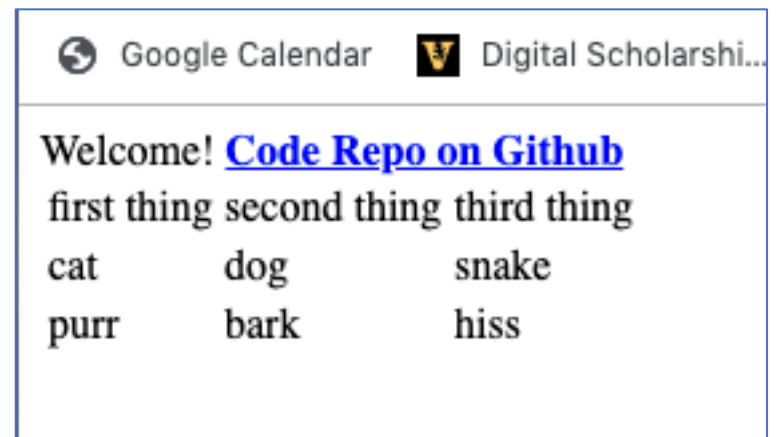 Google Calendar V Digital Scholarshi...
Welcome! Code Repo on Github
first thing second thing third thing
cat dog snake
purr bark hiss